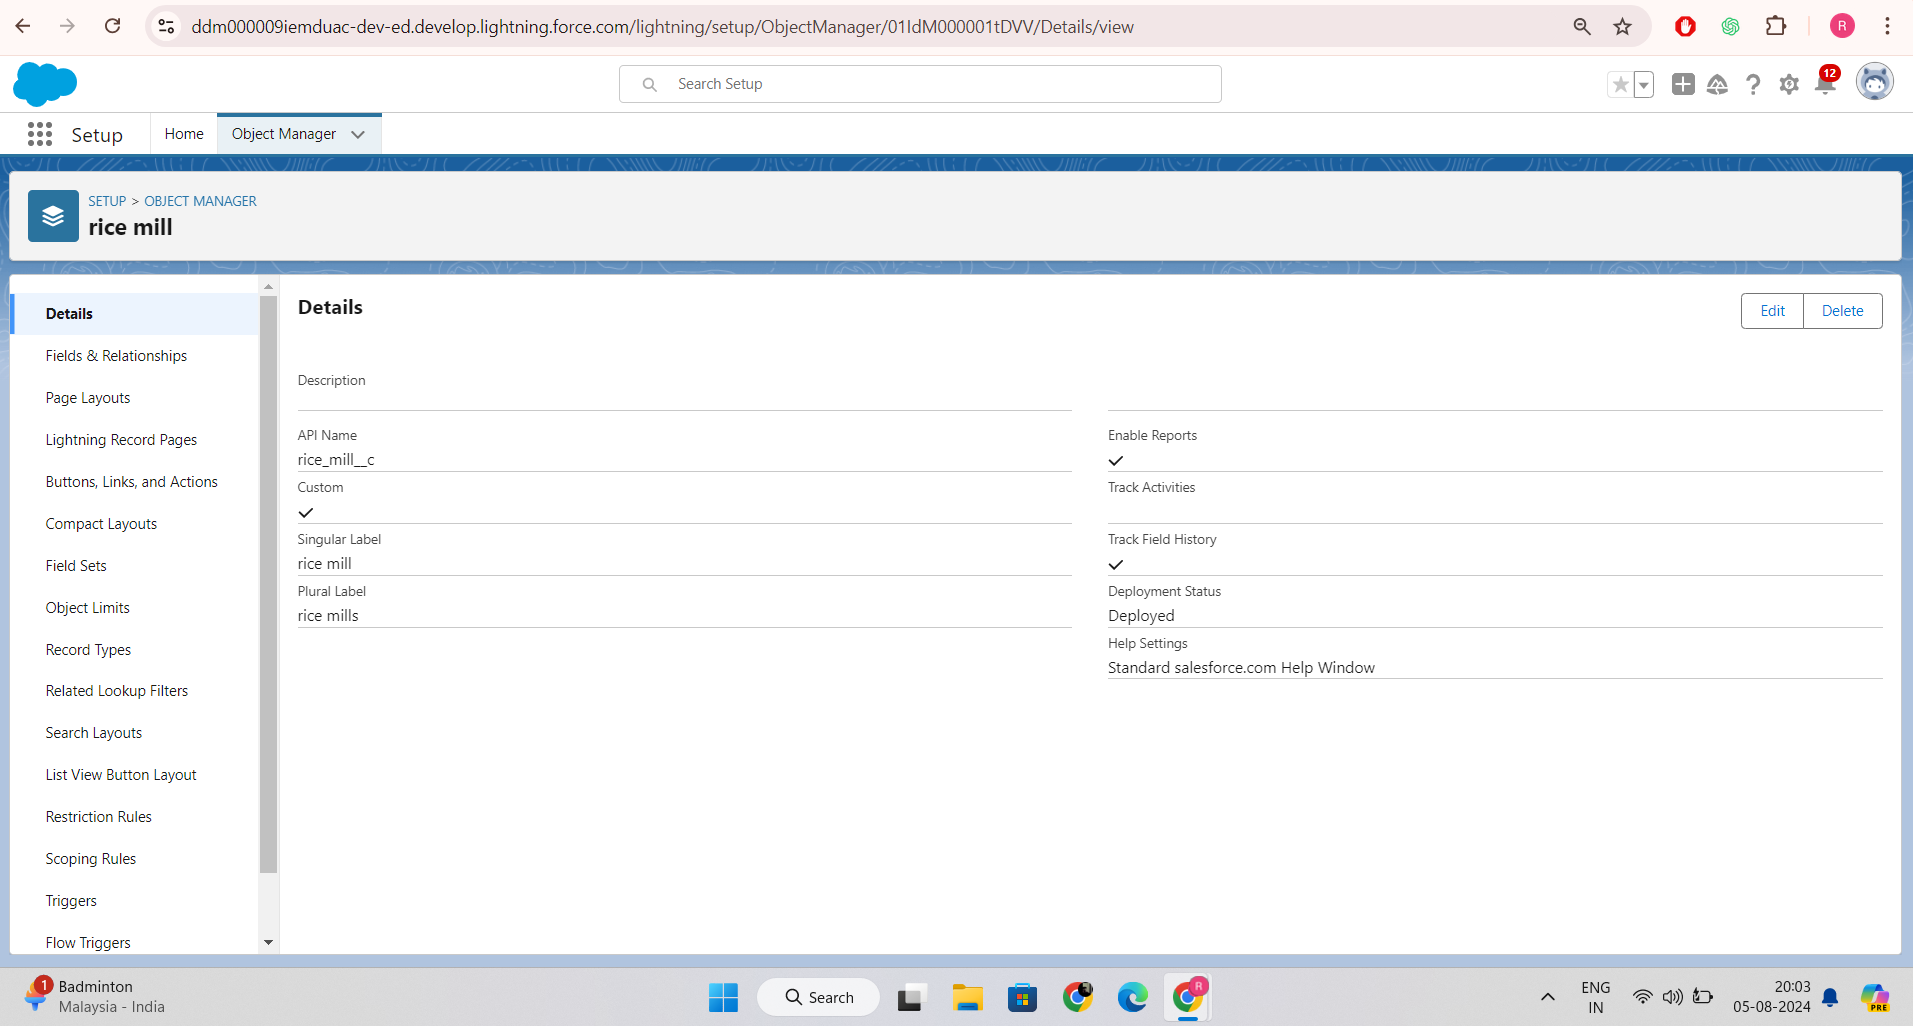 ddm000009iemduac-dev-ed.develop.lightning.force.com/lightning/setup/ObjectManager/01IdM000001tDVV/Details/view
R
Search Setup
12
Setup
Home
Object Manager
SETUP > OBJECT MANAGER
rice mill
Details
Fields & Relationships
Page Layouts
Lightning Record Pages
Buttons, Links, and Actions
Compact Layouts
Field Sets
Object Limits
Record Types
Related Lookup Filters
Search Layouts
List View Button Layout
Restriction Rules
Scoping Rules
Triggers
Flow Triggers
Details
Edit
Delete
Description
API Name
rice_mill__c
Custom
Singular Label
rice mill
Plural Label
rice mills
Enable Reports
Track Activities
Track Field History
Deployment Status
Deployed
Help Settings
Standard salesforce.com Help Window
1
Badminton
Malaysia - India
Search
R
ENG
IN
20:03
05-08-2024
PRE